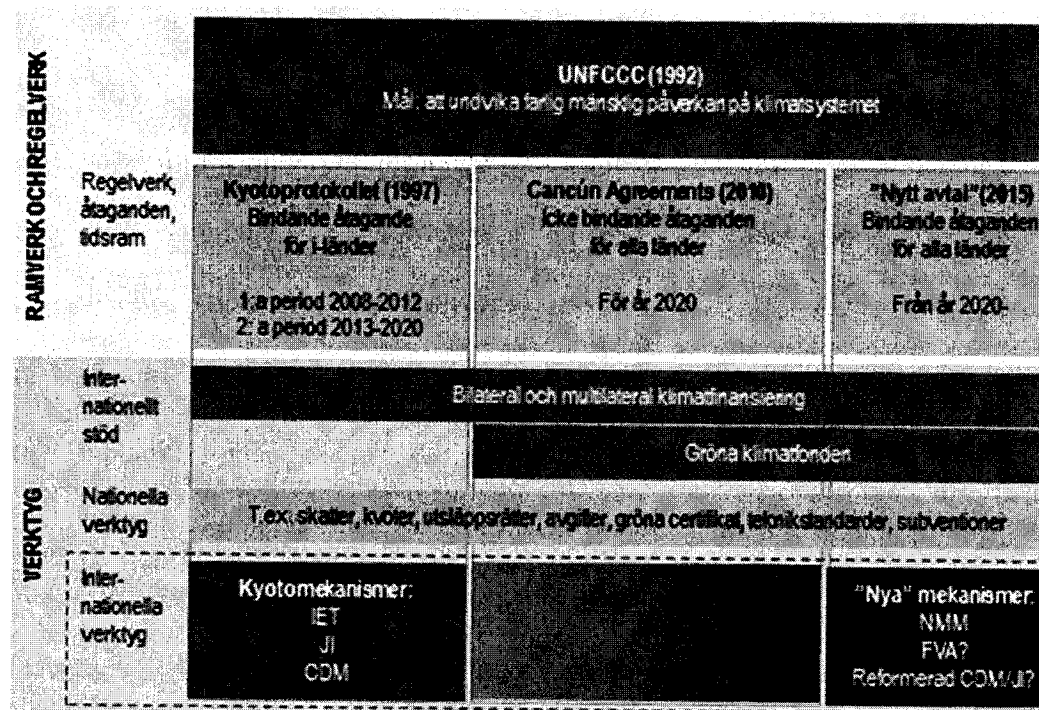 RAMVERK OCH REGELVERK
UNFCCC (1992)
Mål: att undvika farlig mänsklig påverkan på klimatsystemet
Regelverk,
åtaganden,
tidsram
Kyotoprotokollet (1997)
Bindande åtagande
för i-länder
1:a period 2008-2012
2: a period 2013-2020
Cancún Agreements (2010)
Icke bindande åtaganden
för alla länder
För år 2020
"Nytt avtal" (2015)
Bindande åtaganden
för alla länder
Från år 2020-
VERKTYG
Inter-
nationellt
stöd
Bilateral och multilateral klimatfinansiering
Gröna klimatfonden
Nationella
verktyg
T.ex. skatter, kvoter, utsläppsrätter, avgifter, gröna certifikat, teknikstandarder, subventioner
Inter-
nationella
verktyg
Kyotomekanismer:
IET
JI
CDM
"Nya" mekanismer:
NMM
FVA?
Reformerad CDM/JI?